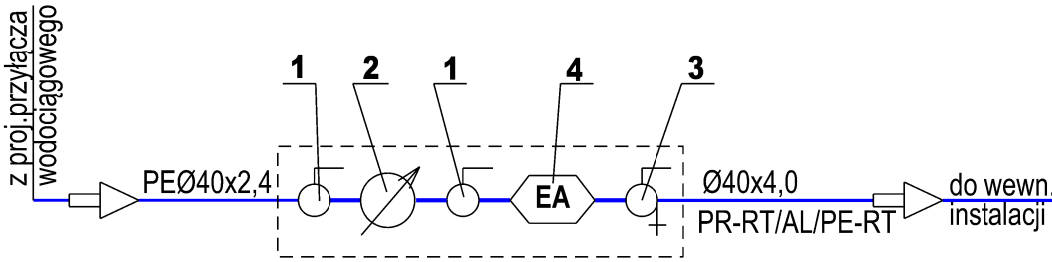 z proj.przyłącza
wodociągowego
1
2
1
4
3
PEØ40x2,4
EA
Ø40x4,0
PR-RT/AL/PE-RT
do wewn.
instalacji